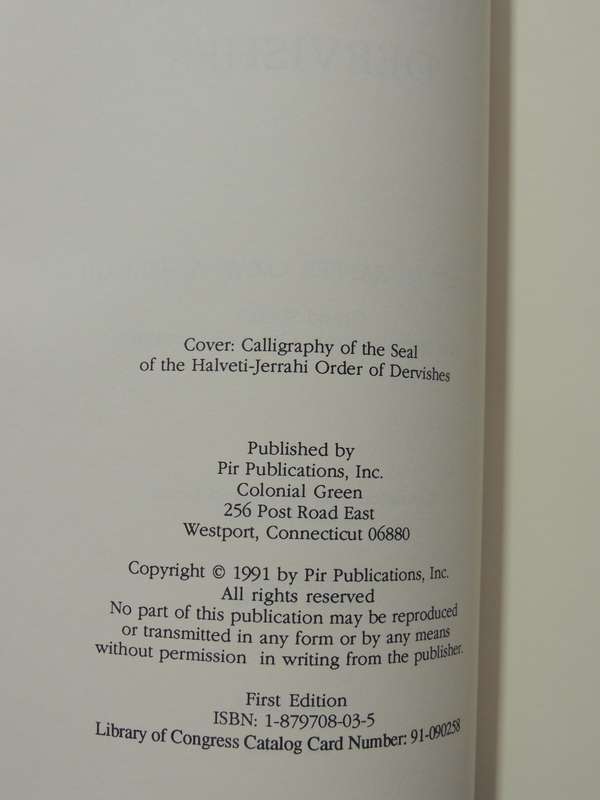 Cover: Calligraphy of the Seal
of the Halveti-Jerrahi Order of Dervishes
Published by
Pir Publications, Inc.
Colonial Green
256 Post Road East
Westport, Connecticut 06880
Copyright © 1991 by Pir Publications, Inc.
All rights reserved
No part of this publication may be reproduced
or transmitted in any form or by any means
without permission in writing from the publisher.
First Edition
ISBN: 1-879708-03-5
Library of Congress Catalog Card Number: 91-090258